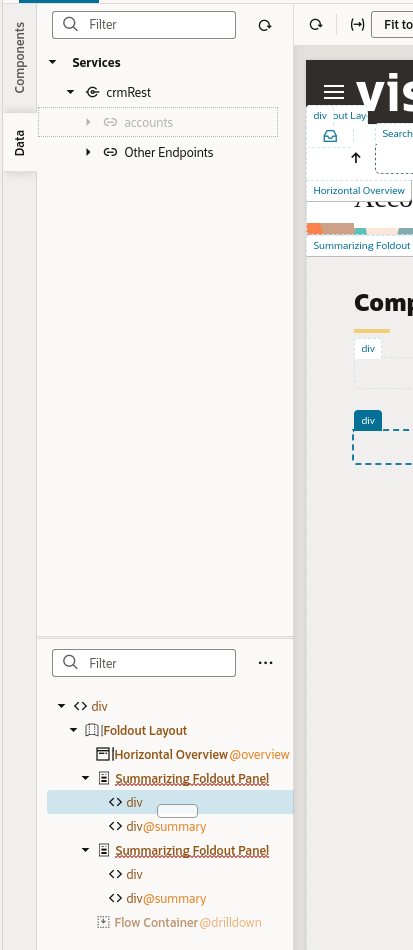 Components
Data
Filter
Services
crmRest
accounts
Other Endpoints
Filter
div
Foldout Layout
Horizontal Overview @overview
Summarizing Foldout Panel
div
div@summary
Summarizing Foldout Panel
div
div@summary
Flow Container @drilldown
Fit to
vis
div
out Lay
Search
Horizontal Overview
Summarizing Foldout
Comp
div
div